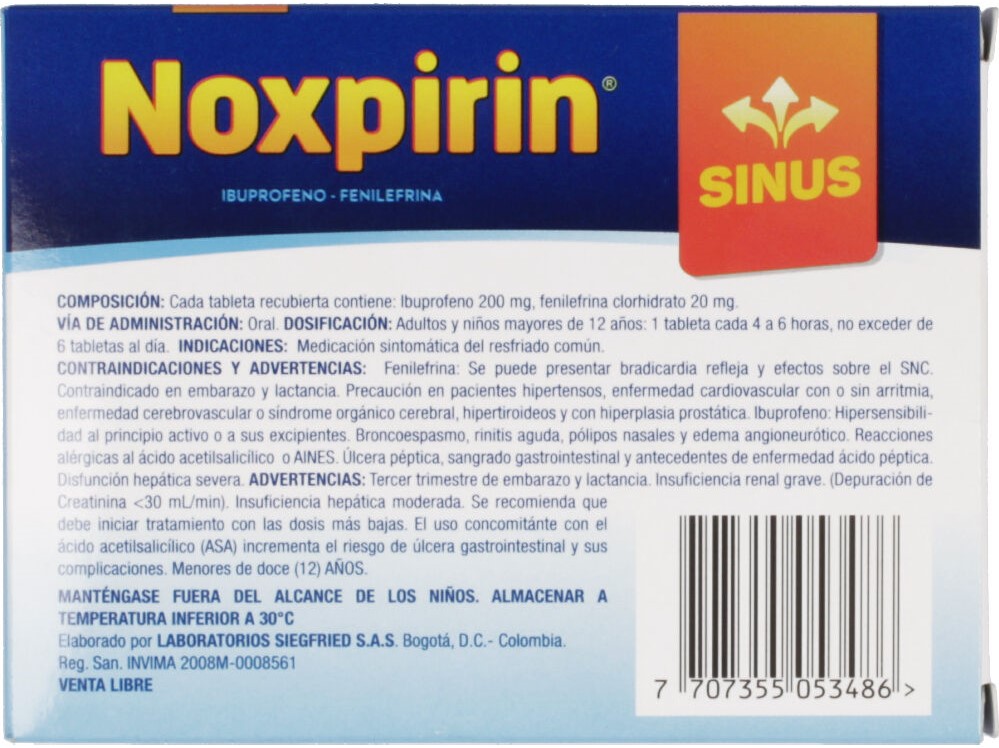 Noxpirin®
IBUPROFENO - FENILEFRINA
SINUS
COMPOSICIÓN: Cada tableta recubierta contiene: Ibuprofeno 200 mg, fenilefrina clorhidrato 20 mg.
VÍA DE ADMINISTRACIÓN: Oral. DOSIFICACIÓN: Adultos y niños mayores de 12 años: 1 tableta cada 4 a 6 horas, no exceder de
6 tabletas al día. INDICACIONES: Medicación sintomática del resfriado común.
CONTRAINDICACIONES Y ADVERTENCIAS: Fenilefrina: Se puede presentar bradicardia refleja y efectos sobre el SNC.
Contraindicado en embarazo y lactancia. Precaución en pacientes hipertensos, enfermedad cardiovascular con o sin arritmia,
enfermedad cerebrovascular o síndrome orgánico cerebral, hipertiroideos y con hiperplasia prostática. Ibuprofeno: Hipersensibili-
dad al principio activo o a sus excipientes. Broncoespasmo, rinitis aguda, pólipos nasales y edema angioneurótico. Reacciones
alérgicas al ácido acetilsalicílico o AINES. Úlcera péptica, sangrado gastrointestinal y antecedentes de enfermedad ácido péptica.
Disfunción hepática severa. ADVERTENCIAS: Tercer trimestre de embarazo y lactancia. Insuficiencia renal grave. (Depuración de
Creatinina <30 mL/min). Insuficiencia hepática moderada. Se recomienda que
debe iniciar tratamiento con las dosis más bajas. El uso concomitánte con el
ácido acetilsalicílico (ASA) incrementa el riesgo de úlcera gastrointestinal y sus
complicaciones. Menores de doce (12) AÑOS.
MANTÉNGASE FUERA DEL ALCANCE DE LOS NIÑOS. ALMACENAR A
TEMPERATURA INFERIOR A 30°C
Elaborado por LABORATORIOS SIEGFRIED S.A.S. Bogotá, D.C.- Colombia.
Reg. San. INVIMA 2008M-0008561
VENTA LIBRE
7 707355 053486 >